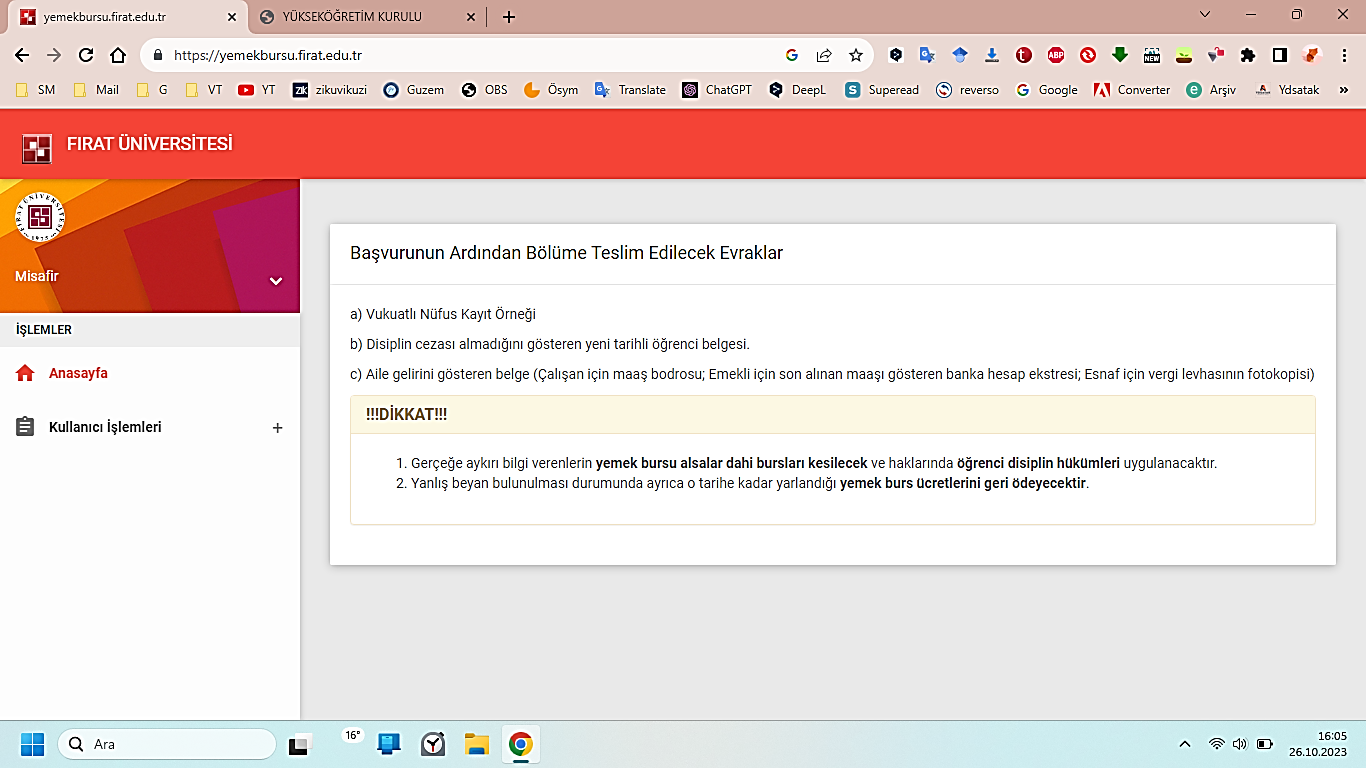 yemekbursu.firat.edu.tr
YÜKSEKÖĞRETİM KURULU
https://yemekbursu.firat.edu.tr
SM Mail G VT YT zikuvikuzi Guzem OBS Ösym Translate ChatGPT DeepL Superead reverso Google Converter Arşiv Ydsatak »
FIRAT ÜNİVERSİTESİ
Misafir
İŞLEMLER
Anasayfa
Kullanıcı İşlemleri +
Başvurunun Ardından Bölüme Teslim Edilecek Evraklar
a) Vukuatlı Nüfus Kayıt Örneği
b) Disiplin cezası almadığını gösteren yeni tarihli öğrenci belgesi.
c) Aile gelirini gösteren belge (Çalışan için maaş bodrosu; Emekli için son alınan maaşı gösteren banka hesap ekstresi; Esnaf için vergi levhasının fotokopisi)
!!!DİKKAT!!!
1. Gerçeğe aykırı bilgi verenlerin yemek bursu alsalar dahi bursları kesilecek ve haklarında öğrenci disiplin hükümleri uygulanacaktır.
2. Yanlış beyan bulunulması durumunda ayrıca o tarihe kadar yarlandığı yemek burs ücretlerini geri ödeyecektir.
Ara
16°
16:05
26.10.2023